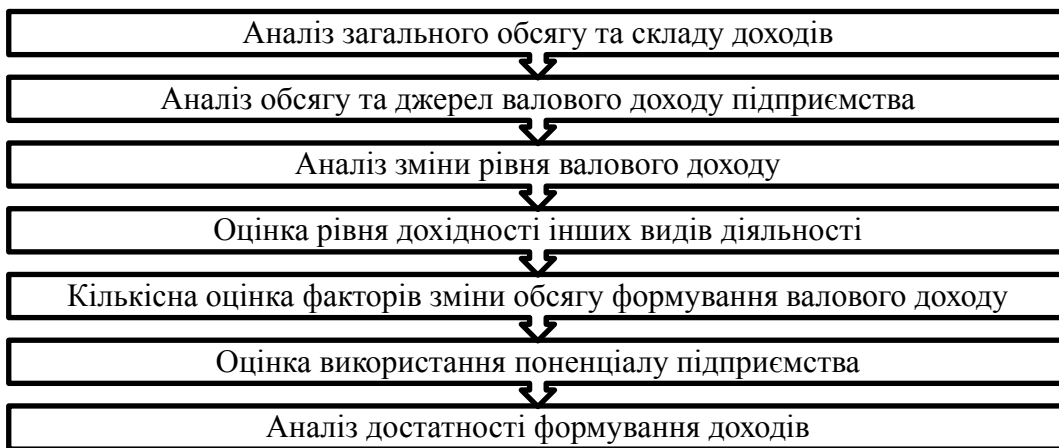 Аналіз загального обсягу та складу доходів
Аналіз обсягу та джерел валового доходу підприємства
Аналіз зміни рівня валового доходу
Оцінка рівня дохідності інших видів діяльності
Кількісна оцінка факторів зміни обсягу формування валового доходу
Оцінка використання поненціалу підприємства
Аналіз достатності формування доходів